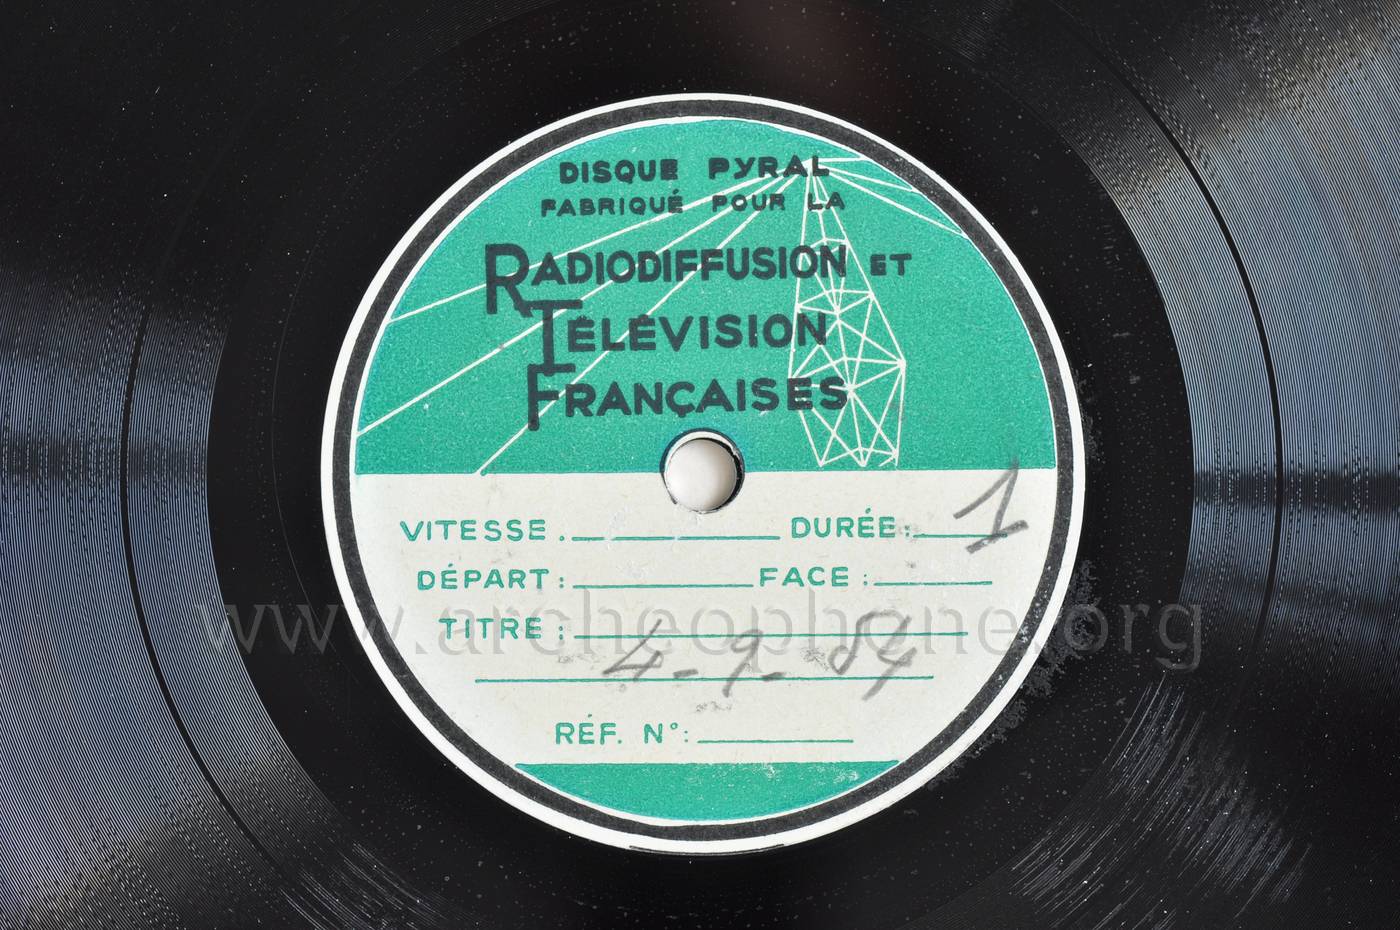 DISQUE PYRAL
FABRIQUÉ POUR LA
RADIODIFFUSION ET
TÉLÉVISION
FRANÇAISES
VITESSE . DURÉE : 1
DÉPART : FACE :
www.archeophone.org
TITRE :
4-9-54
RÉF. N° :